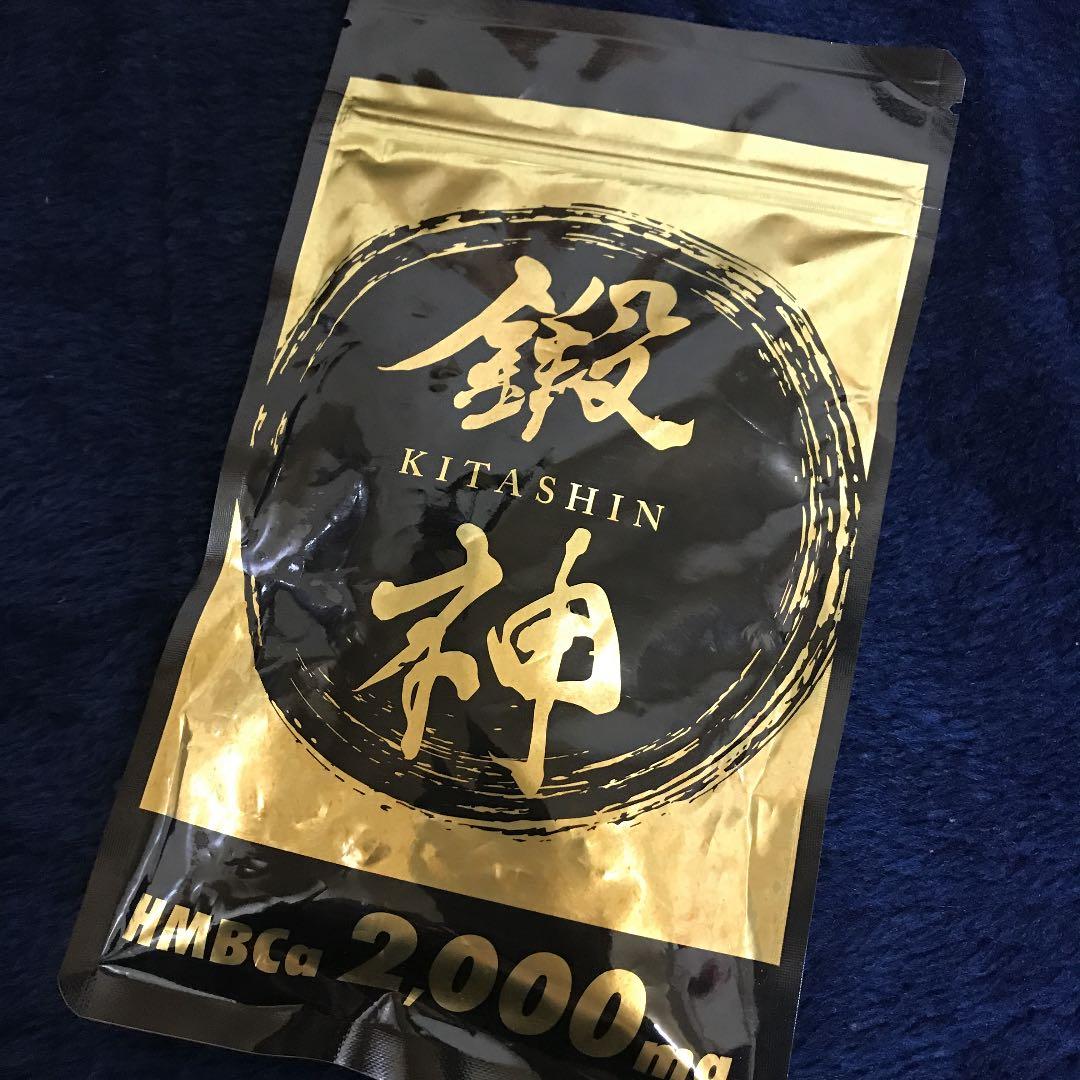 鍛
KITASHIN
神
HMBCa 2,000mg